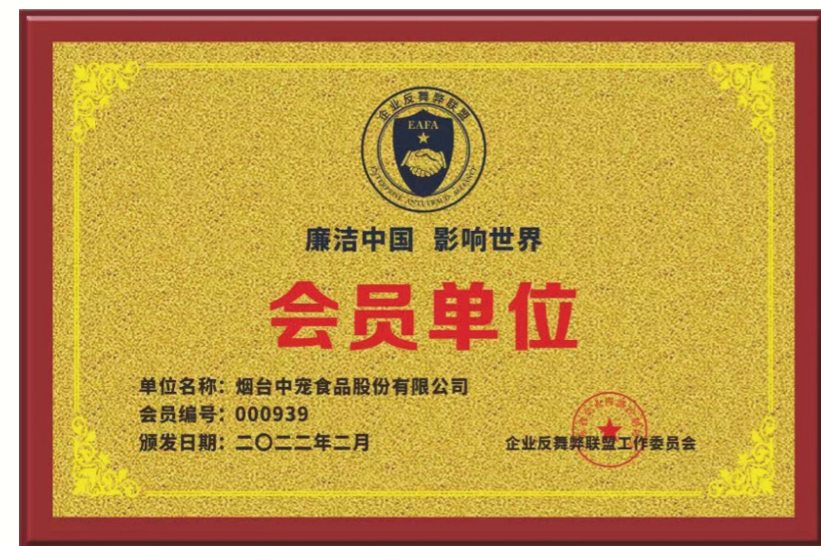 企业反舞弊联盟
EAFA
廉洁中国 影响世界
会员单位
单位名称：烟台中宠食品股份有限公司
会员编号：000939
颁发日期：二〇二二年二月
企业反舞弊联盟工作委员会